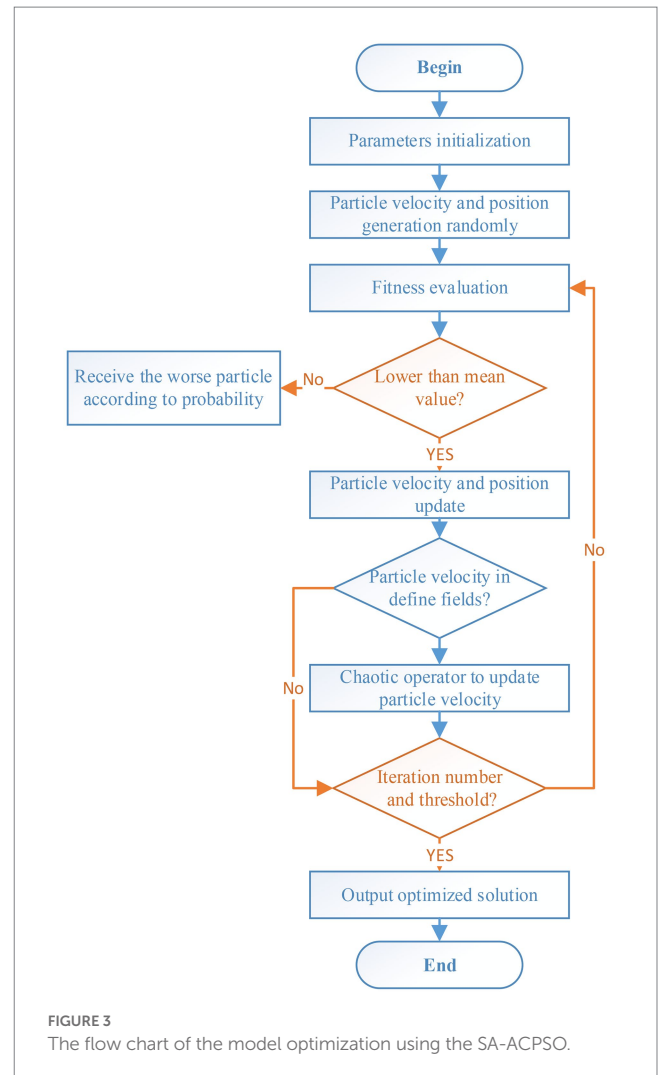 Begin
Parameters initialization
Particle velocity and position
generation randomly
Fitness evaluation
Receive the worse particle
according to probability
No
Lower than mean
value?
YES
Particle velocity and position
update
No
Particle velocity in
define fields?
No
Chaotic operator to update
particle velocity
Iteration number
and threshold?
YES
Output optimized solution
End
FIGURE 3
The flow chart of the model optimization using the SA-ACPSO.